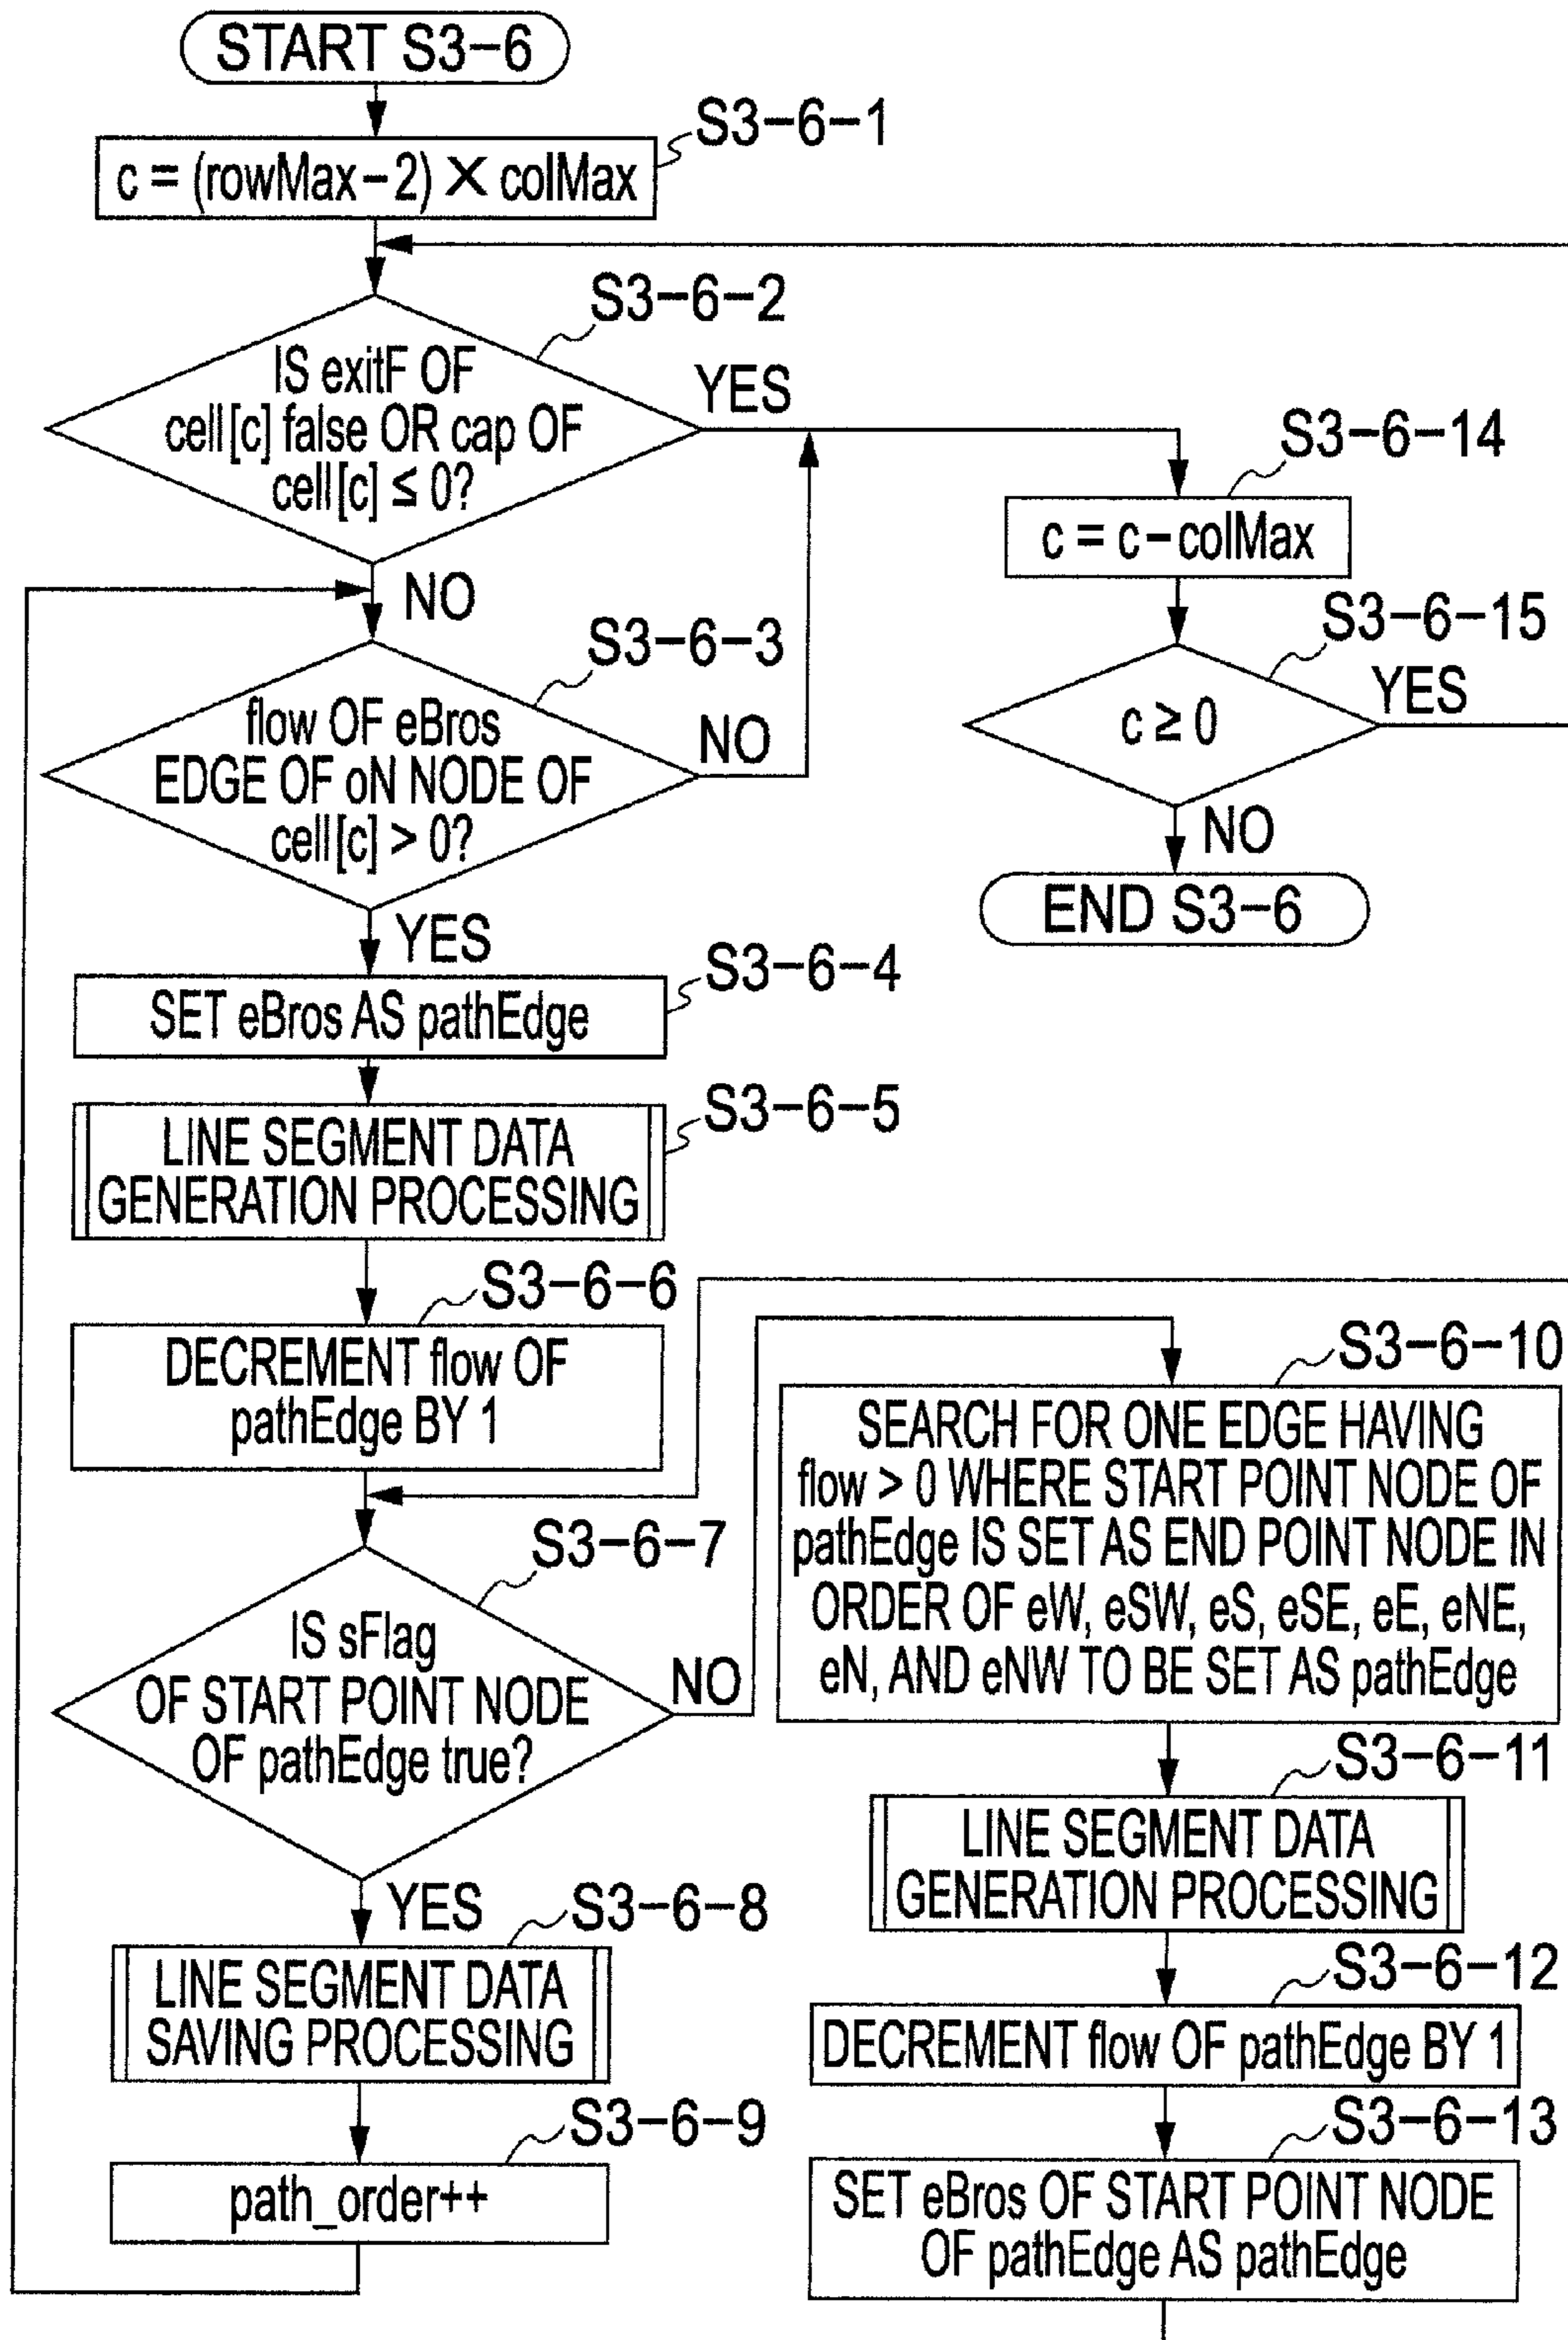 START S3-6
S3-6-1
c = (rowMax-2) X colMax
S3-6-2
IS exitF OF
cell[c] false OR cap OF
cell[c] ≤ 0?
YES
NO
S3-6-14
c = c-colMax
S3-6-15
c ≥ 0
YES
NO
END S3-6
S3-6-3
flow OF eBros
EDGE OF oN NODE OF
cell[c] > 0?
NO
YES
S3-6-4
SET eBros AS pathEdge
S3-6-5
LINE SEGMENT DATA
GENERATION PROCESSING
S3-6-6
DECREMENT flow OF
pathEdge BY 1
S3-6-7
IS sFlag
OF START POINT NODE
OF pathEdge true?
NO
YES
S3-6-8
LINE SEGMENT DATA
SAVING PROCESSING
S3-6-9
path_order++
S3-6-10
SEARCH FOR ONE EDGE HAVING
flow > 0 WHERE START POINT NODE OF
pathEdge IS SET AS END POINT NODE IN
ORDER OF eW, eSW, eS, eSE, eE, eNE,
eN, AND eNW TO BE SET AS pathEdge
S3-6-11
LINE SEGMENT DATA
GENERATION PROCESSING
S3-6-12
DECREMENT flow OF pathEdge BY 1
S3-6-13
SET eBros OF START POINT NODE
OF pathEdge AS pathEdge